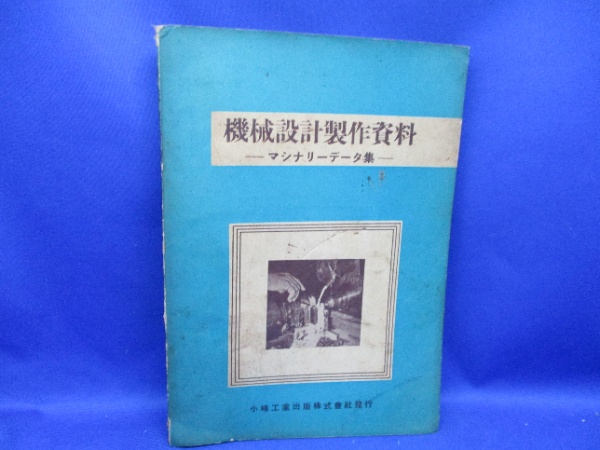 機械設計製作資料
― マシナリーデータ集 ―
小峰工業出版株式會社發行